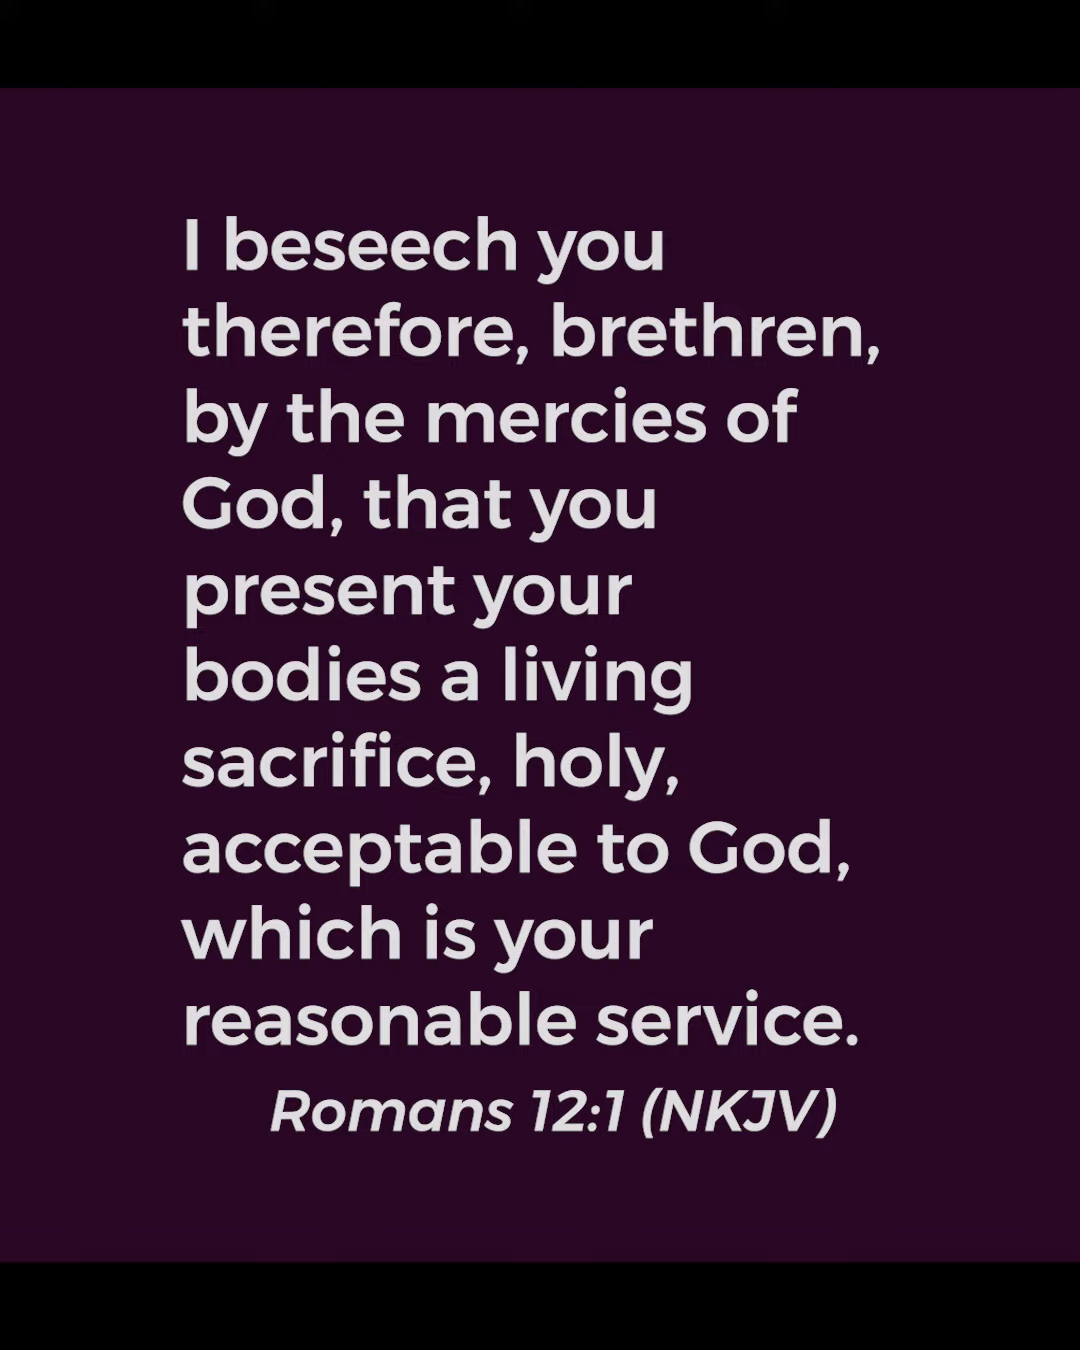 I beseech you
therefore, brethren,
by the mercies of
God, that you
present your
bodies a living
sacrifice, holy,
acceptable to God,
which is your
reasonable service.
Romans 12:1 (NKJV)